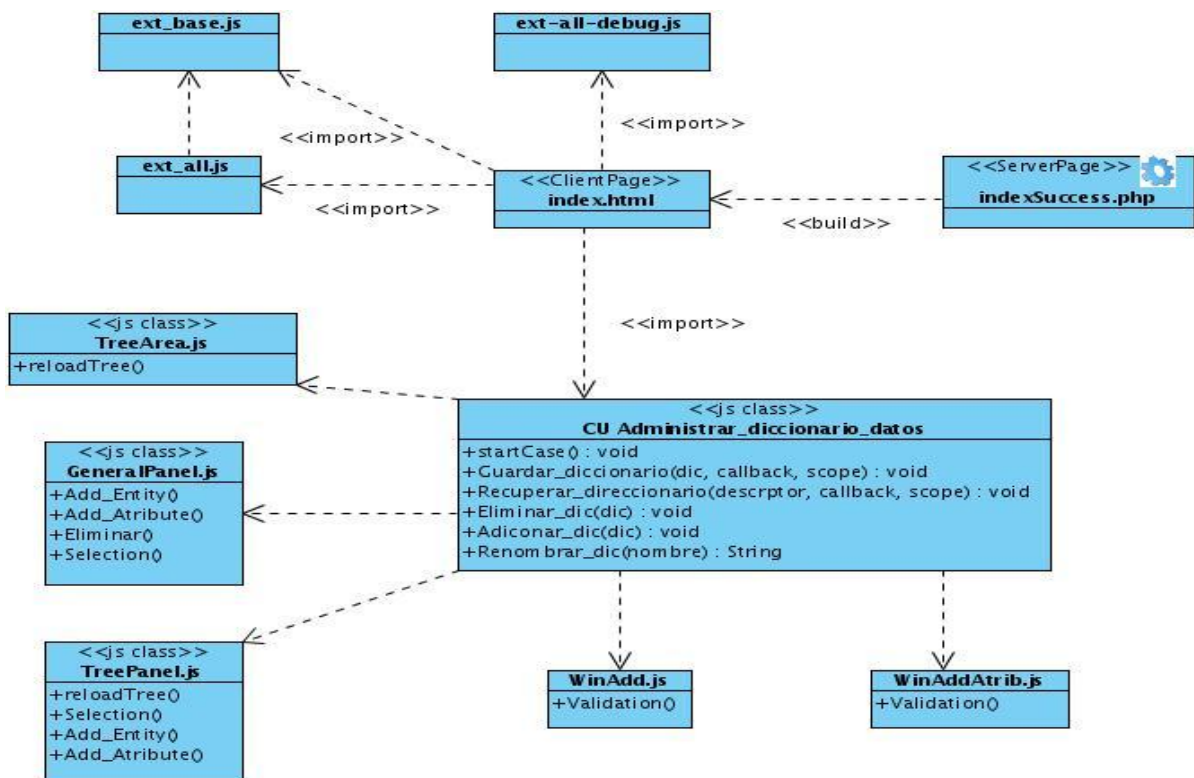 ext_base.js
ext-all-debug.js
<<import>>
<<import>>
ext_all.js
<<import>>
<<ClientPage>>
index.html
<<build>>
<<ServerPage>>
indexSuccess.php
<<import>>
<<js class>>
TreeArea.js
+reloadTree()
<<js class>>
CU Administrar_diccionario_datos
+startCase() : void
+Guardar_diccionario(dic, callback, scope) : void
+Recuperar_direccionario(descrptor, callback, scope) : void
+Eliminar_dic(dic) : void
+Adiconar_dic(dic) : void
+Renombrar_dic(nombre) : String
<<js class>>
GeneralPanel.js
+Add_Entity()
+Add_Atribute()
+Eliminar()
+Selection()
<<js class>>
TreePanel.js
+reloadTree()
+Selection()
+Add_Entity()
+Add_Atribute()
WinAdd.js
+Validation()
WinAddAtrib.js
+Validation()